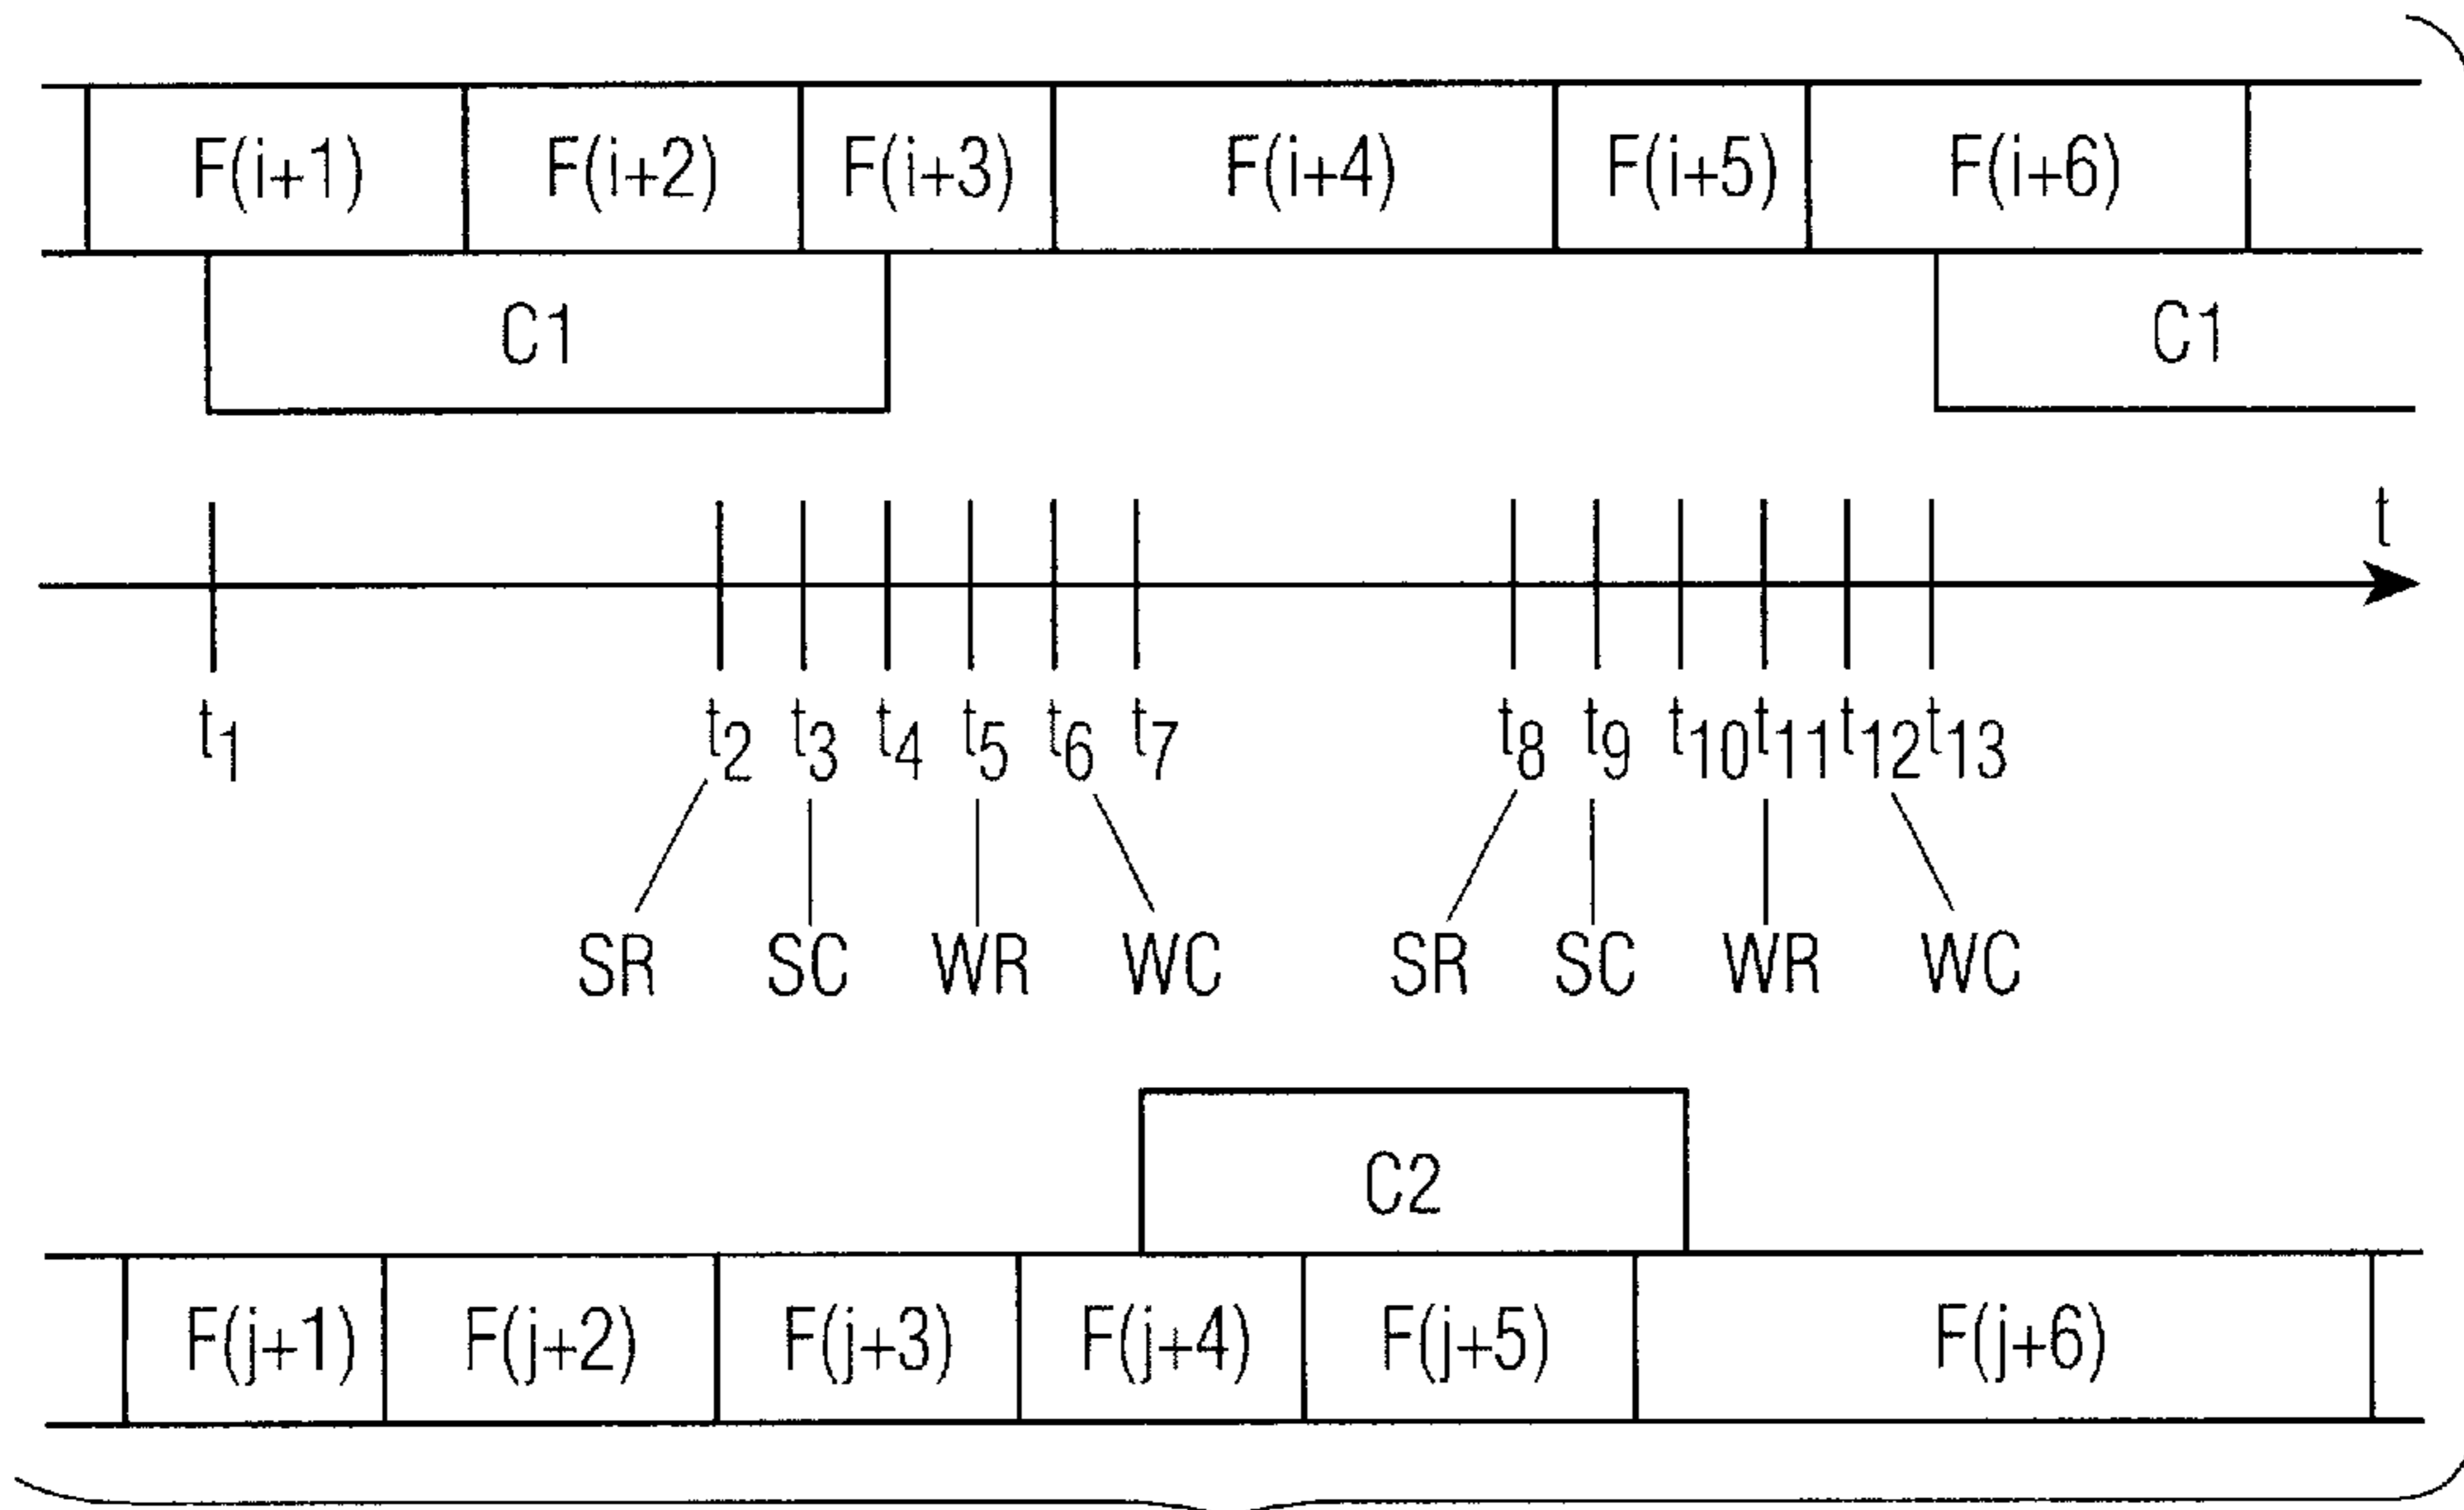 F(i+1) F(i+2) F(i+3) F(i+4) F(i+5) F(i+6)
C1 C1
t
t1 t2 t3 t4 t5 t6 t7 t8 t9 t10 t11 t12 t13
SR SC WR WC SR SC WR WC
C2
F(j+1) F(j+2) F(j+3) F(j+4) F(j+5) F(j+6)